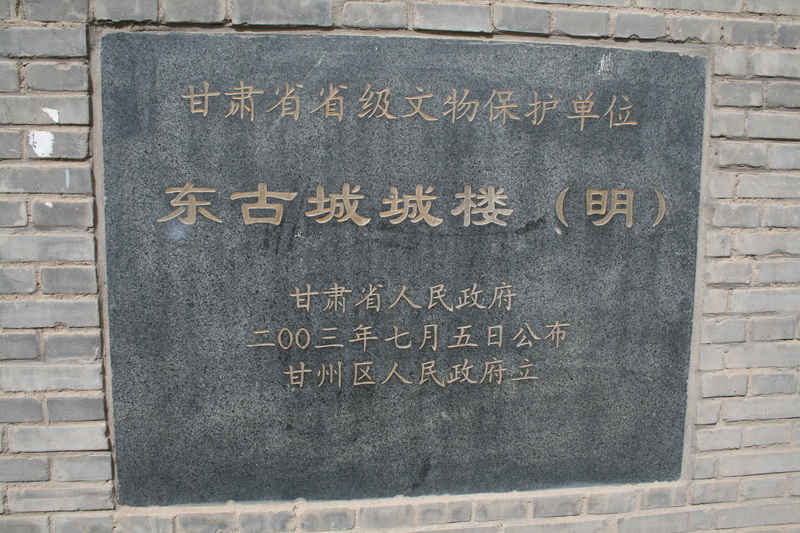 甘肃省省级文物保护单位
东古城城楼（明）
甘肃省人民政府
二〇〇三年七月五日公布
甘州区人民政府立